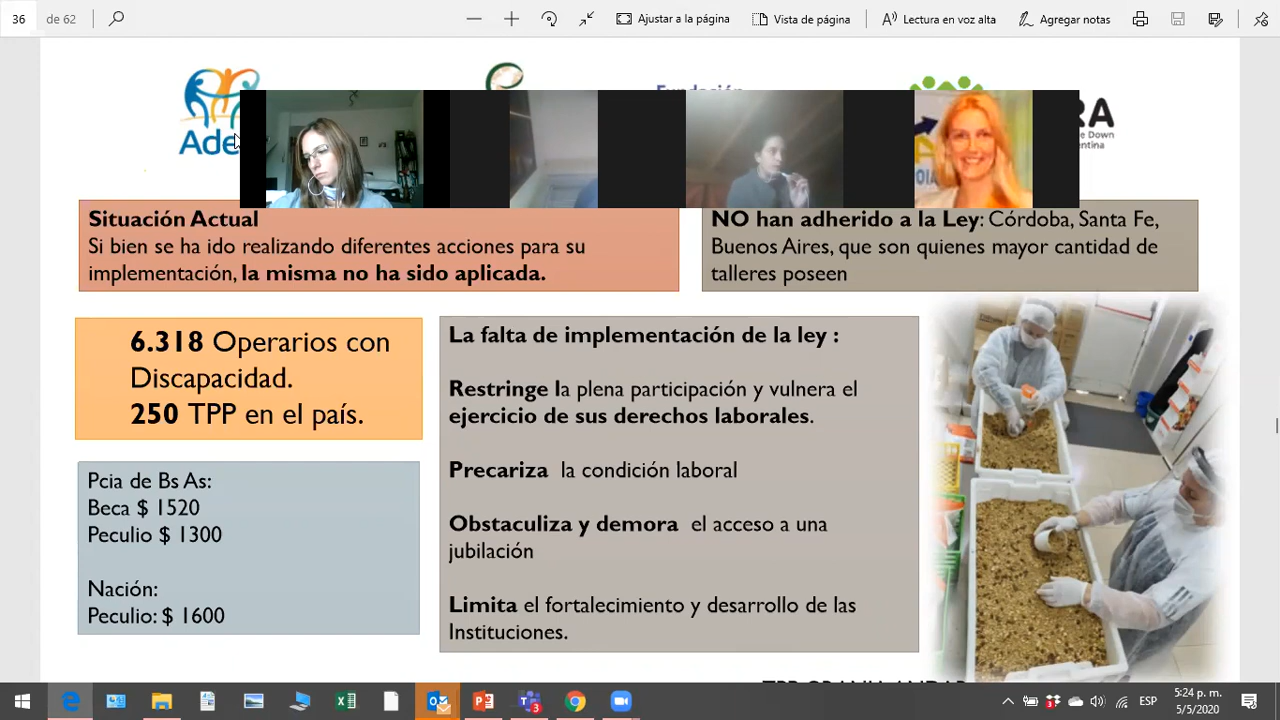 36 de 62 Ajustar a la página Vista de página Lectura en voz alta Agregar notas
Fundación
Ade
RA
e Down
entina
Situación Actual
Si bien se ha ido realizando diferentes acciones para su
implementación, la misma no ha sido aplicada.
NO han adherido a la Ley: Córdoba, Santa Fe,
Buenos Aires, que son quienes mayor cantidad de
talleres poseen
6.318 Operarios con
Discapacidad.
250 TPP en el país.
Pcia de Bs As:
Beca $ 1520
Peculio $ 1300
Nación:
Peculio: $ 1600
La falta de implementación de la ley :
Restringe la plena participación y vulnera el
ejercicio de sus derechos laborales.
Precariza la condición laboral
Obstaculiza y demora el acceso a una
jubilación
Limita el fortalecimiento y desarrollo de las
Instituciones.
ESP
5:24 p. m.
5/5/2020